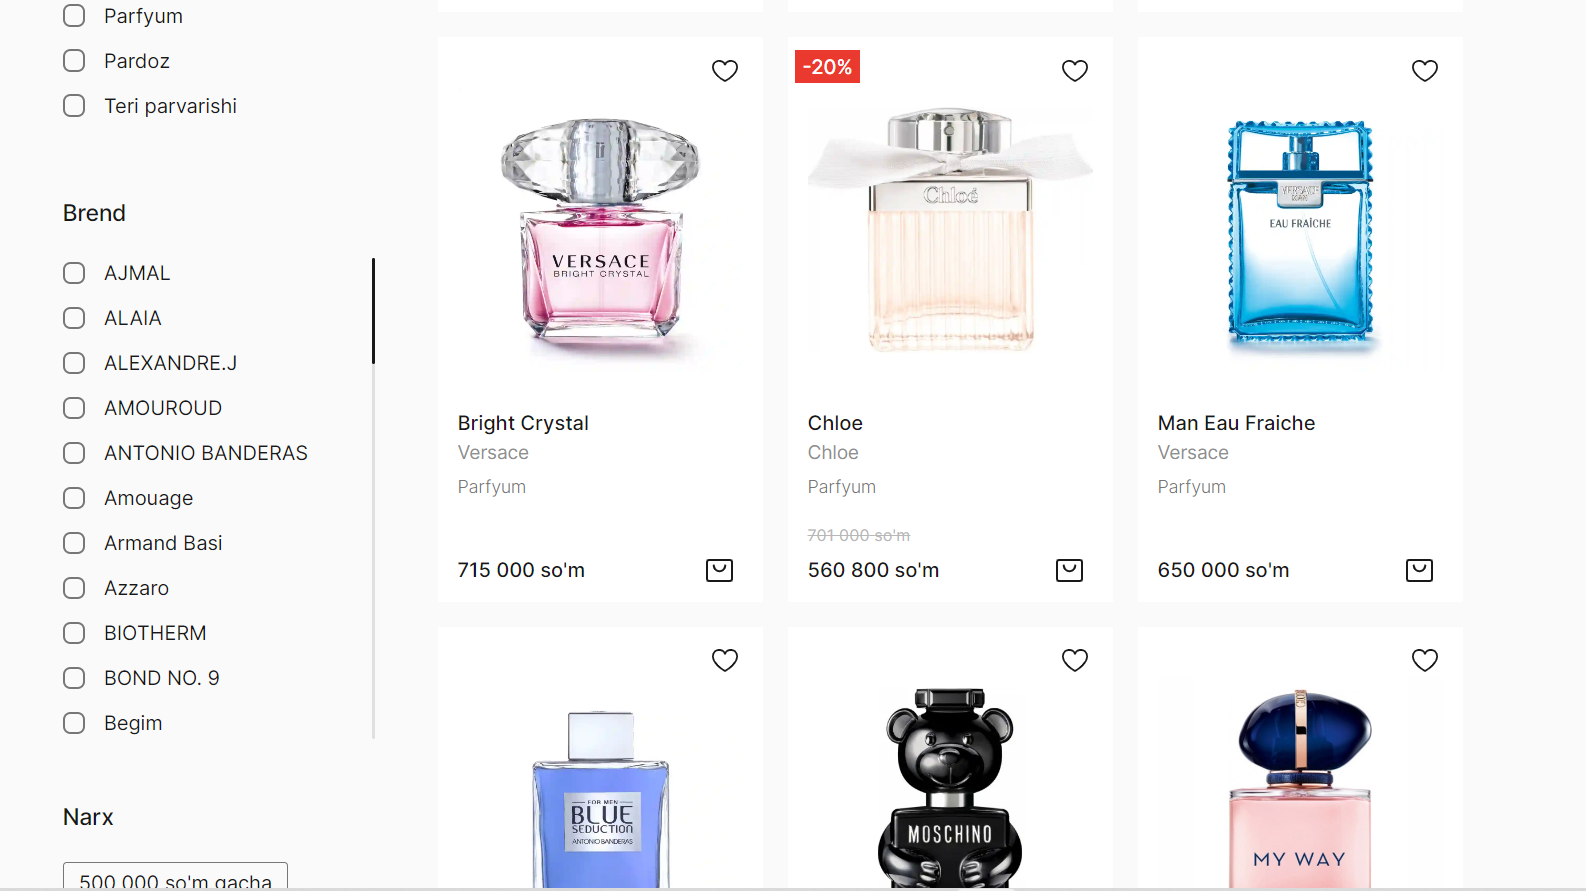 Parfyum
Pardoz
Teri parvarishi
Brend
AJMAL
ALAIA
ALEXANDRE.J
AMOUROUD
ANTONIO BANDERAS
Amouage
Armand Basi
Azzaro
BIOTHERM
BOND NO. 9
Begim
Narx
500 000 so'm gacha
VERSACE
BRIGHT CRYSTAL
Bright Crystal
Versace
Parfyum
715 000 so'm
-20%
Chloé
Chloe
Chloe
Parfyum
701 000 so'm
560 800 so'm
VERSACE
MAN
EAU FRAÎCHE
Man Eau Fraiche
Versace
Parfyum
650 000 so'm
FOR MEN
BLUE
SEDUCTION
ANTONIO BANDERAS
MOSCHINO
MY WAY